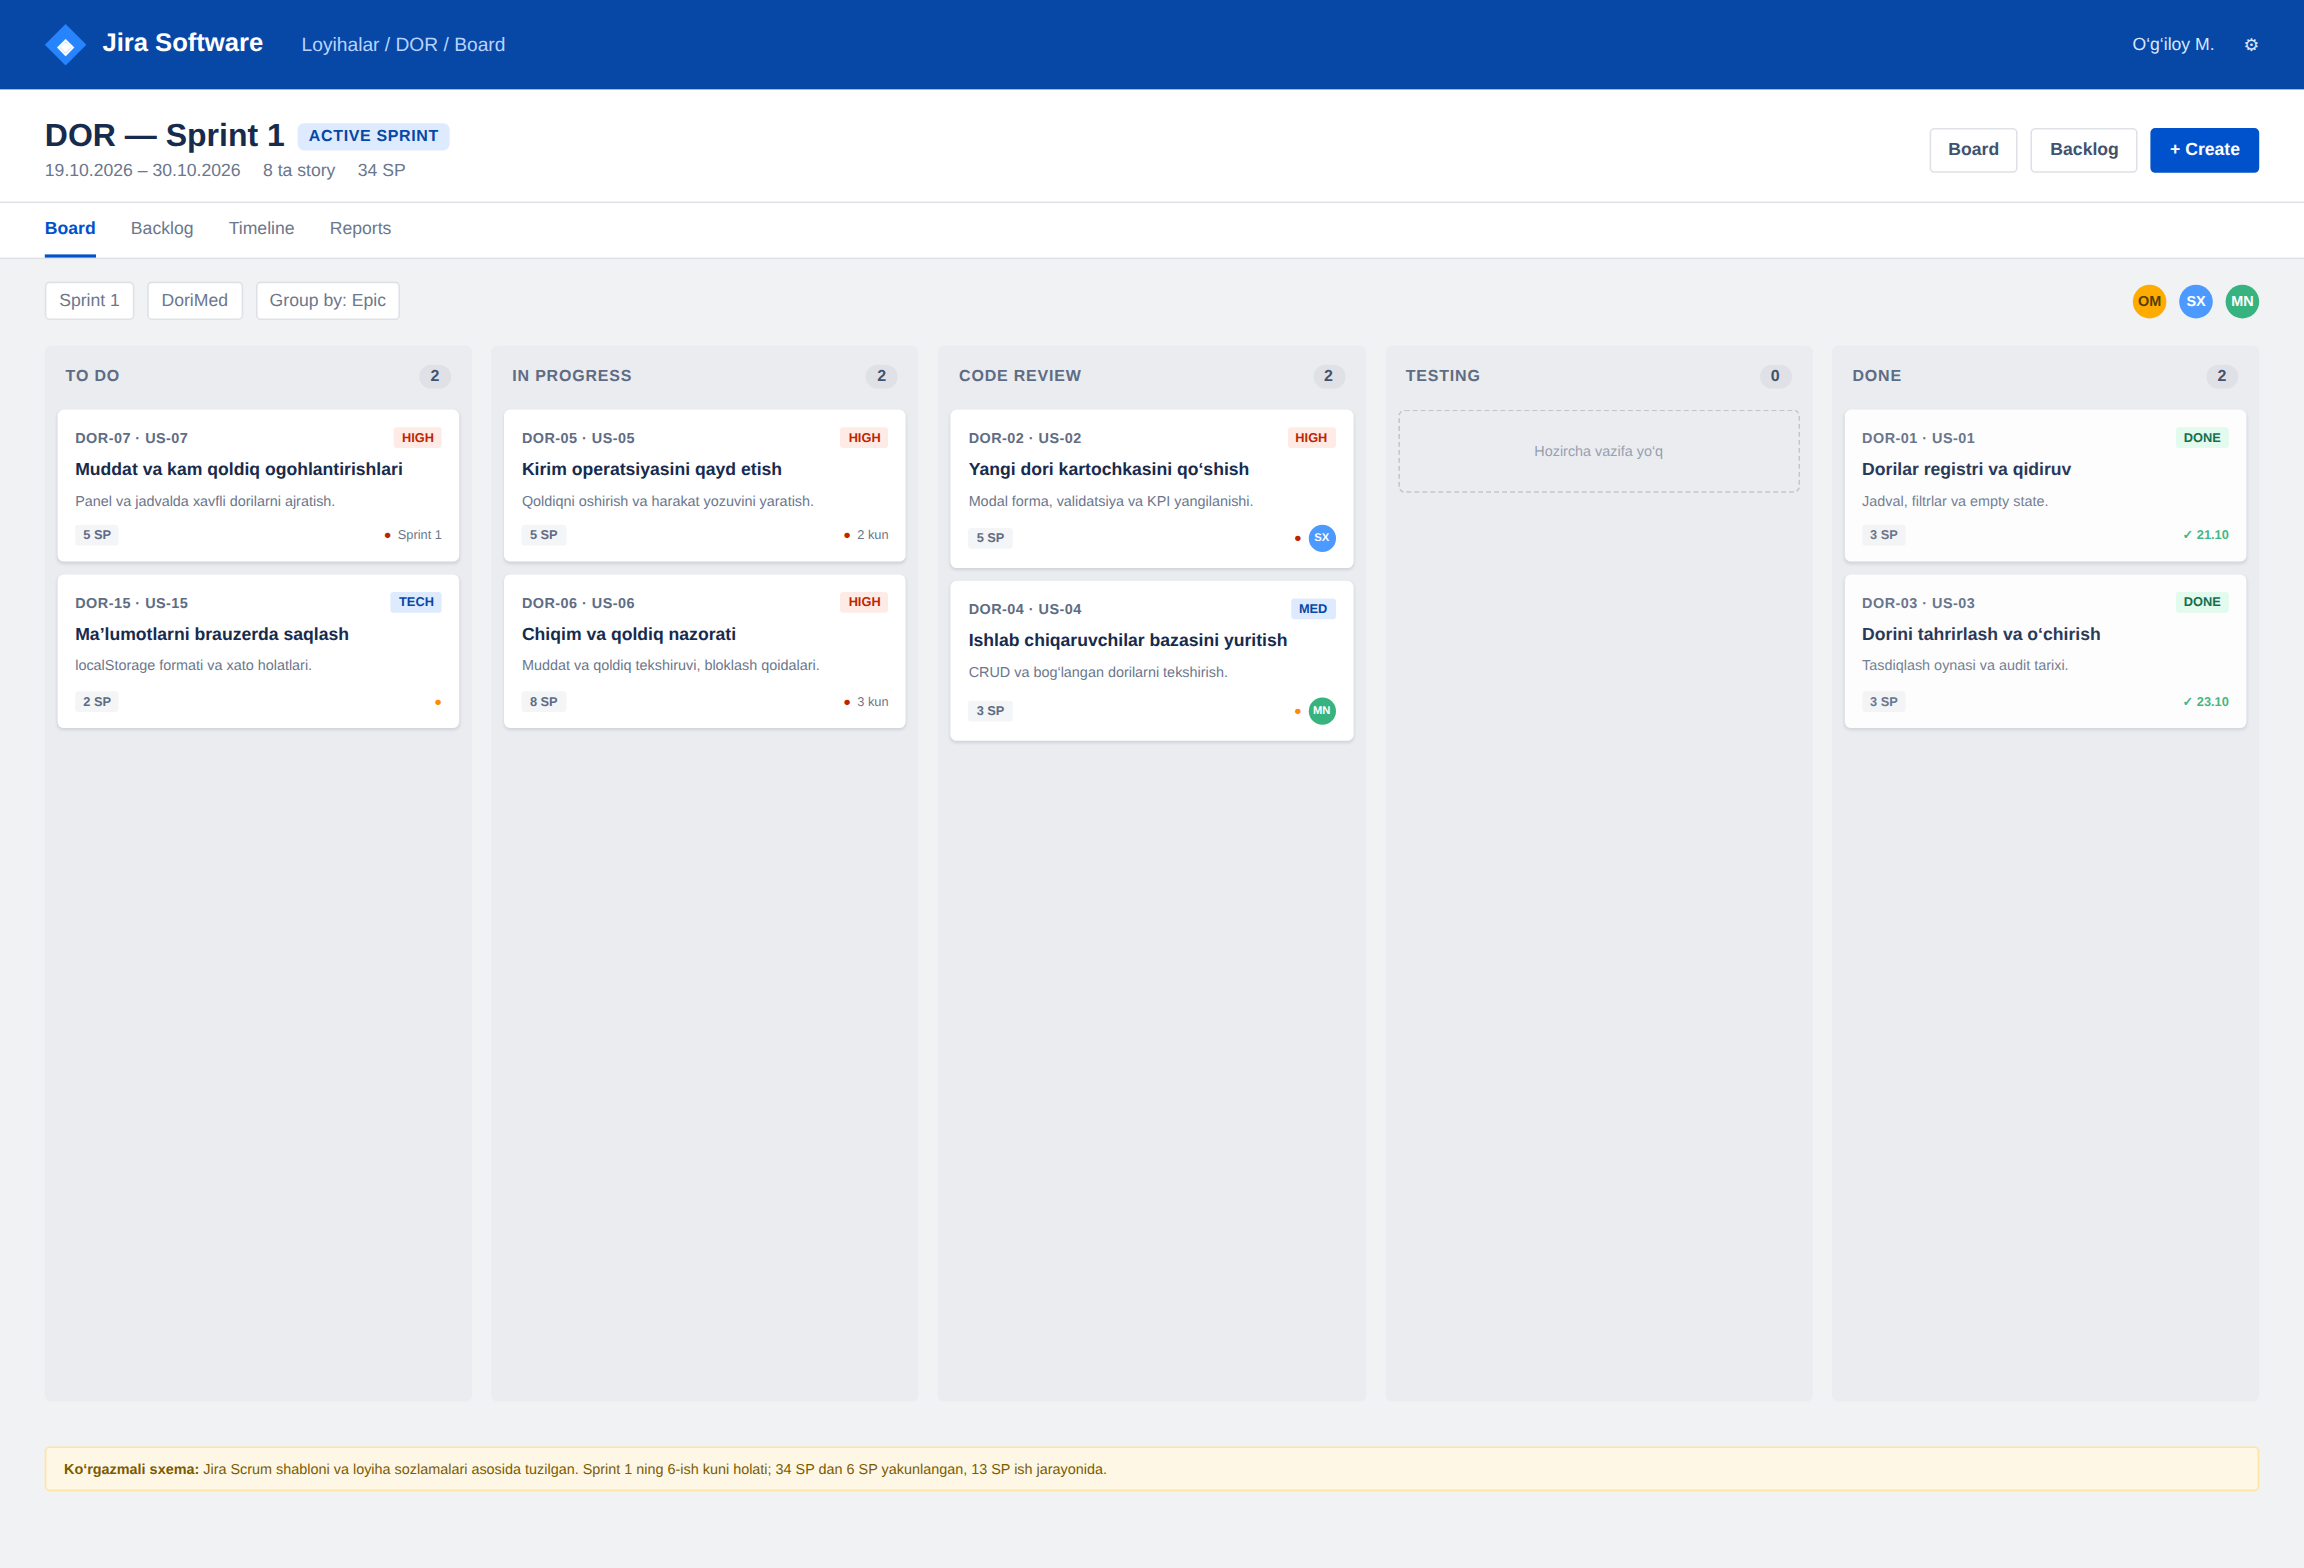 Jira Software
Loyihalar / DOR / Board
O‘g‘iloy M.
DOR — Sprint 1 ACTIVE SPRINT
19.10.2026 – 30.10.2026 8 ta story 34 SP
Board Backlog + Create
Board Backlog Timeline Reports
Sprint 1 DoriMed Group by: Epic
OM SX MN
TO DO 2
DOR-07 · US-07 HIGH
Muddat va kam qoldiq ogohlantirishlari
Panel va jadvalda xavfli dorilarni ajratish.
5 SP ● Sprint 1
DOR-15 · US-15 TECH
Ma’lumotlarni brauzerda saqlash
localStorage formati va xato holatlari.
2 SP ●
IN PROGRESS 2
DOR-05 · US-05 HIGH
Kirim operatsiyasini qayd etish
Qoldiqni oshirish va harakat yozuvini yaratish.
5 SP ● 2 kun
DOR-06 · US-06 HIGH
Chiqim va qoldiq nazorati
Muddat va qoldiq tekshiruvi, bloklash qoidalari.
8 SP ● 3 kun
CODE REVIEW 2
DOR-02 · US-02 HIGH
Yangi dori kartochkasini qo‘shish
Modal forma, validatsiya va KPI yangilanishi.
5 SP ● SX
DOR-04 · US-04 MED
Ishlab chiqaruvchilar bazasini yuritish
CRUD va bog‘langan dorilarni tekshirish.
3 SP ● MN
TESTING 0
Hozircha vazifa yo‘q
DONE 2
DOR-01 · US-01 DONE
Dorilar registri va qidiruv
Jadval, filtrlar va empty state.
3 SP ✓ 21.10
DOR-03 · US-03 DONE
Dorini tahrirlash va o‘chirish
Tasdiqlash oynasi va audit tarixi.
3 SP ✓ 23.10
Ko‘rgazmali sxema: Jira Scrum shabloni va loyiha sozlamalari asosida tuzilgan. Sprint 1 ning 6-ish kuni holati; 34 SP dan 6 SP yakunlangan, 13 SP ish jarayonida.